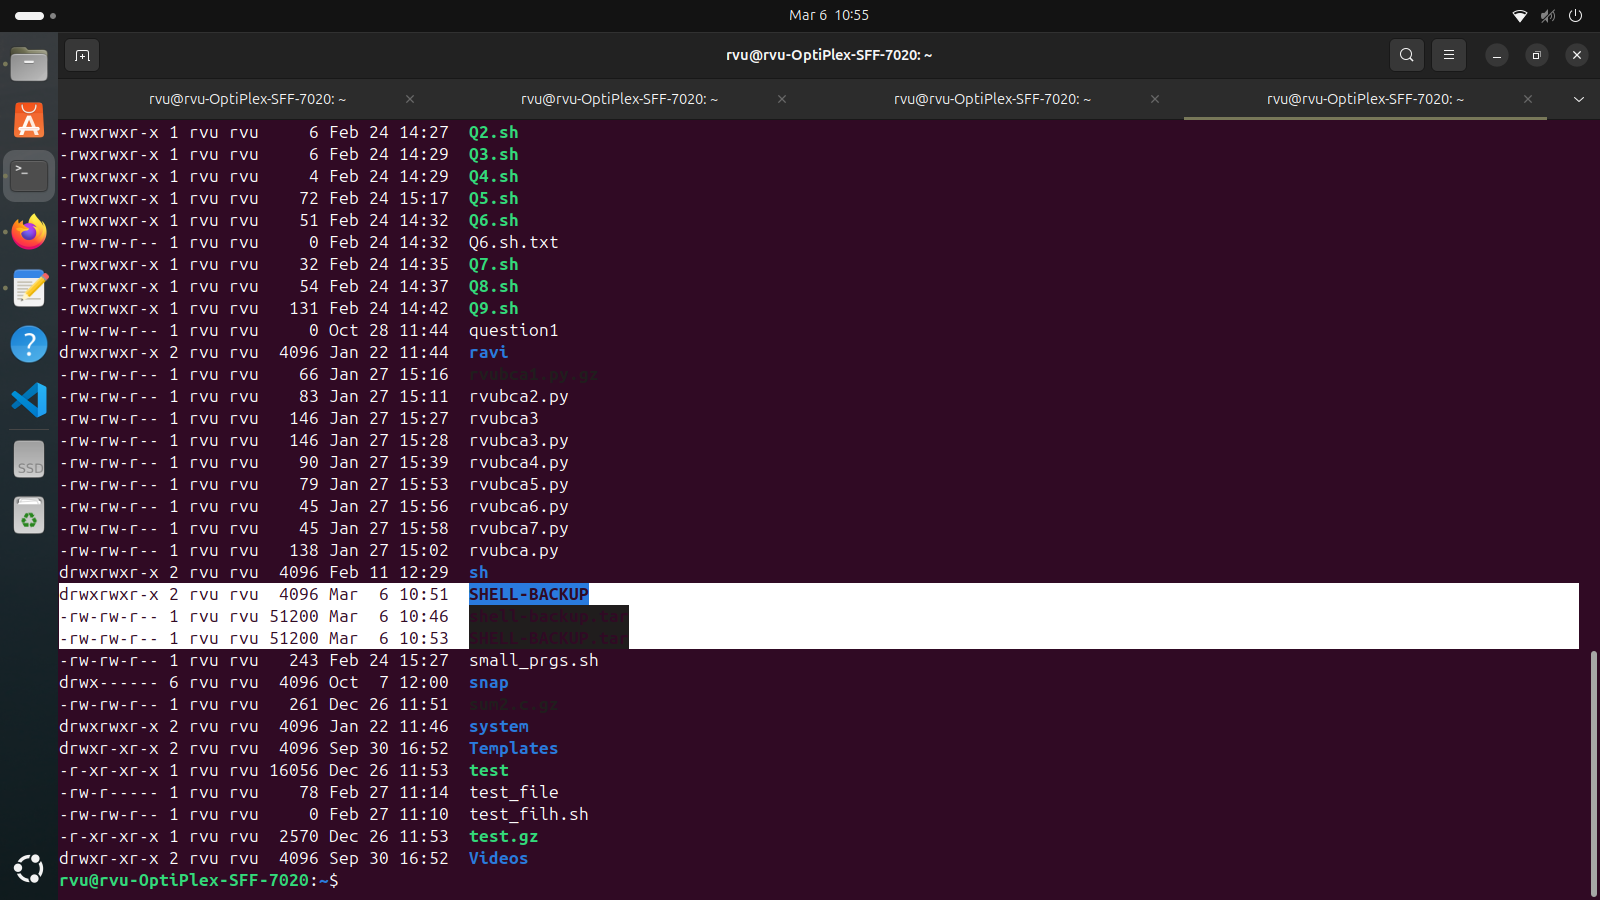 Mar 6 10:55
rvu@rvu-OptiPlex-SFF-7020: ~
rvu@rvu-OptiPlex-SFF-7020: ~ rvu@rvu-OptiPlex-SFF-7020: ~ rvu@rvu-OptiPlex-SFF-7020: ~ rvu@rvu-OptiPlex-SFF-7020: ~
-rwxrwxr-x 1 rvu rvu     6 Feb 24 14:27  Q2.sh
-rwxrwxr-x 1 rvu rvu     6 Feb 24 14:29  Q3.sh
-rwxrwxr-x 1 rvu rvu     4 Feb 24 14:29  Q4.sh
-rwxrwxr-x 1 rvu rvu    72 Feb 24 15:17  Q5.sh
-rwxrwxr-x 1 rvu rvu    51 Feb 24 14:32  Q6.sh
-rw-rw-r-- 1 rvu rvu     0 Feb 24 14:32  Q6.sh.txt
-rwxrwxr-x 1 rvu rvu    32 Feb 24 14:35  Q7.sh
-rwxrwxr-x 1 rvu rvu    54 Feb 24 14:37  Q8.sh
-rwxrwxr-x 1 rvu rvu   131 Feb 24 14:42  Q9.sh
-rw-rw-r-- 1 rvu rvu     0 Oct 28 11:44  question1
drwxrwxr-x 2 rvu rvu  4096 Jan 22 11:44  ravi
-rw-rw-r-- 1 rvu rvu    66 Jan 27 15:16  rvubca1.py.gz
-rw-rw-r-- 1 rvu rvu    83 Jan 27 15:11  rvubca2.py
-rw-rw-r-- 1 rvu rvu   146 Jan 27 15:27  rvubca3
-rw-rw-r-- 1 rvu rvu   146 Jan 27 15:28  rvubca3.py
-rw-rw-r-- 1 rvu rvu    90 Jan 27 15:39  rvubca4.py
-rw-rw-r-- 1 rvu rvu    79 Jan 27 15:53  rvubca5.py
-rw-rw-r-- 1 rvu rvu    45 Jan 27 15:56  rvubca6.py
-rw-rw-r-- 1 rvu rvu    45 Jan 27 15:58  rvubca7.py
-rw-rw-r-- 1 rvu rvu   138 Jan 27 15:02  rvubca.py
drwxrwxr-x 2 rvu rvu  4096 Feb 11 12:29  sh
drwxrwxr-x 2 rvu rvu  4096 Mar  6 10:51  SHELL-BACKUP
-rw-rw-r-- 1 rvu rvu 51200 Mar  6 10:46  shell-backup.tar
-rw-rw-r-- 1 rvu rvu 51200 Mar  6 10:53  SHELL-BACKUP.tar
-rw-rw-r-- 1 rvu rvu   243 Feb 24 15:27  small_prgs.sh
drwx------ 6 rvu rvu  4096 Oct  7 12:00  snap
-rw-rw-r-- 1 rvu rvu   261 Dec 26 11:51  sum2.c.gz
drwxrwxr-x 2 rvu rvu  4096 Jan 22 11:46  system
drwxr-xr-x 2 rvu rvu  4096 Sep 30 16:52  Templates
-r-xr-xr-x 1 rvu rvu 16056 Dec 26 11:53  test
-rw-r----- 1 rvu rvu    78 Feb 27 11:14  test_file
-rw-rw-r-- 1 rvu rvu     0 Feb 27 11:10  test_filh.sh
-r-xr-xr-x 1 rvu rvu  2570 Dec 26 11:53  test.gz
drwxr-xr-x 2 rvu rvu  4096 Sep 30 16:52  Videos
rvu@rvu-OptiPlex-SFF-7020:~$
SSD